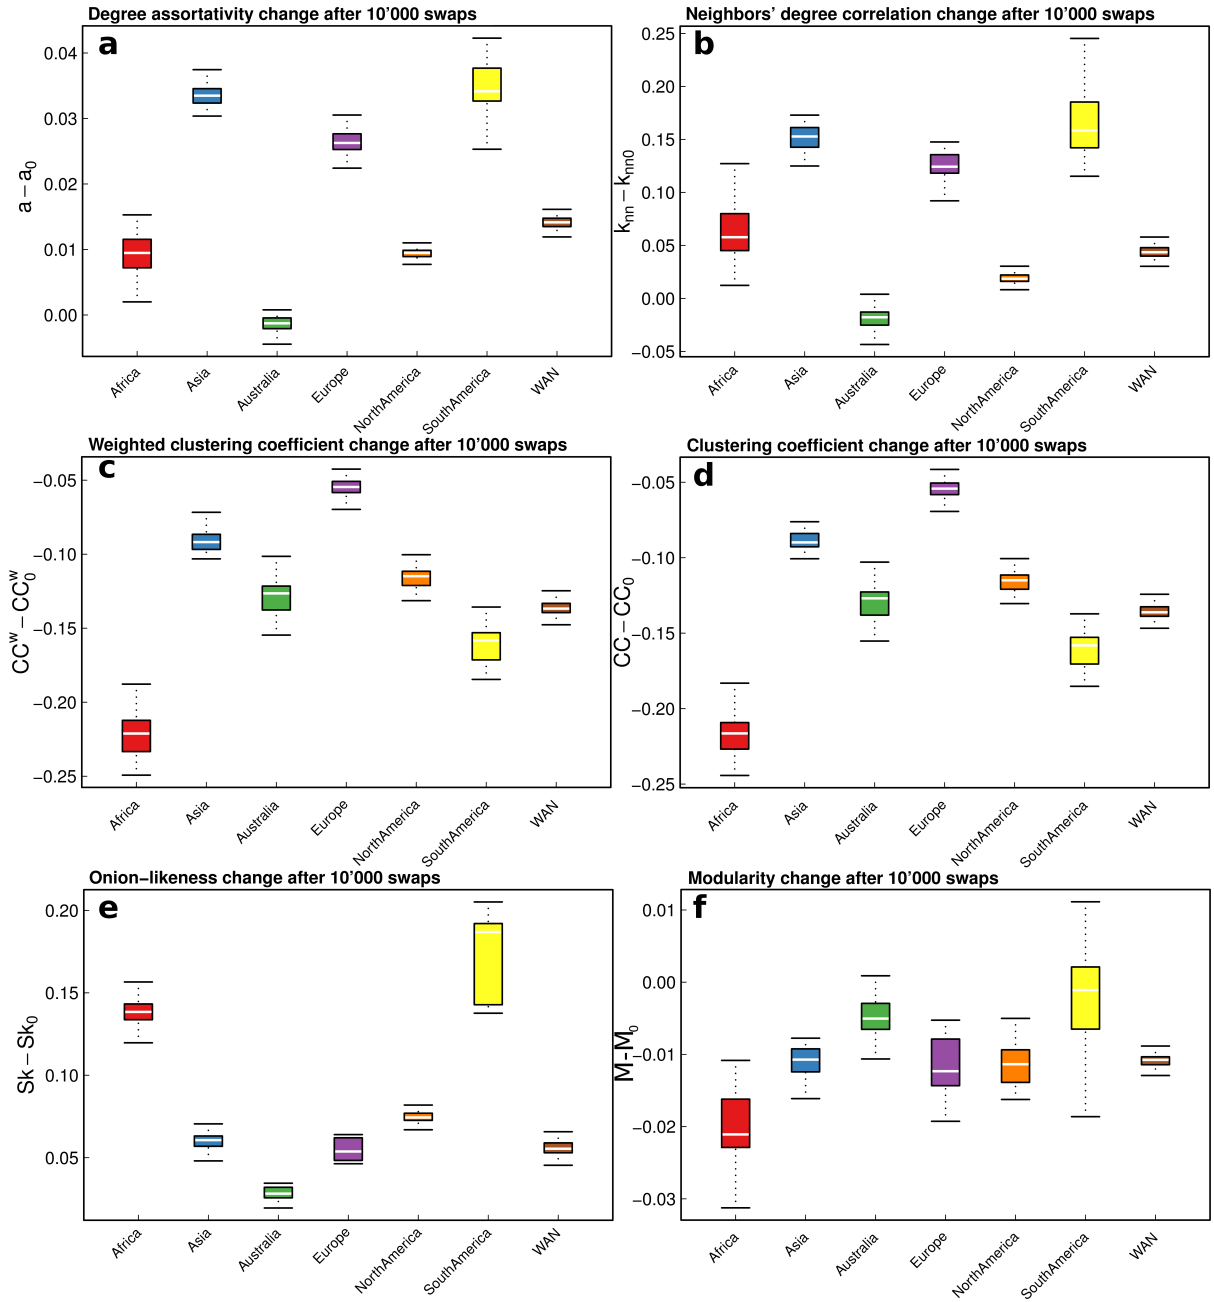 Degree assortativity change after 10’000 swaps
a
a − a0
0.04
0.03
0.02
0.01
0.00
Africa
Asia
Australia
Europe
NorthAmerica
SouthAmerica
WAN
Neighbors’ degree correlation change after 10’000 swaps
b
knn − knn0
0.25
0.20
0.15
0.10
0.05
0.00
−0.05
Africa
Asia
Australia
Europe
NorthAmerica
SouthAmerica
WAN
Weighted clustering coefficient change after 10’000 swaps
c
CCw − CCw0
−0.05
−0.10
−0.15
−0.20
−0.25
Africa
Asia
Australia
Europe
NorthAmerica
SouthAmerica
WAN
Clustering coefficient change after 10’000 swaps
d
CC − CC0
−0.05
−0.10
−0.15
−0.20
−0.25
Africa
Asia
Australia
Europe
NorthAmerica
SouthAmerica
WAN
Onion−likeness change after 10’000 swaps
e
Sk − Sk0
0.20
0.15
0.10
0.05
Africa
Asia
Australia
Europe
NorthAmerica
SouthAmerica
WAN
Modularity change after 10’000 swaps
f
M-M0
0.01
0.00
−0.01
−0.02
−0.03
Africa
Asia
Australia
Europe
NorthAmerica
SouthAmerica
WAN